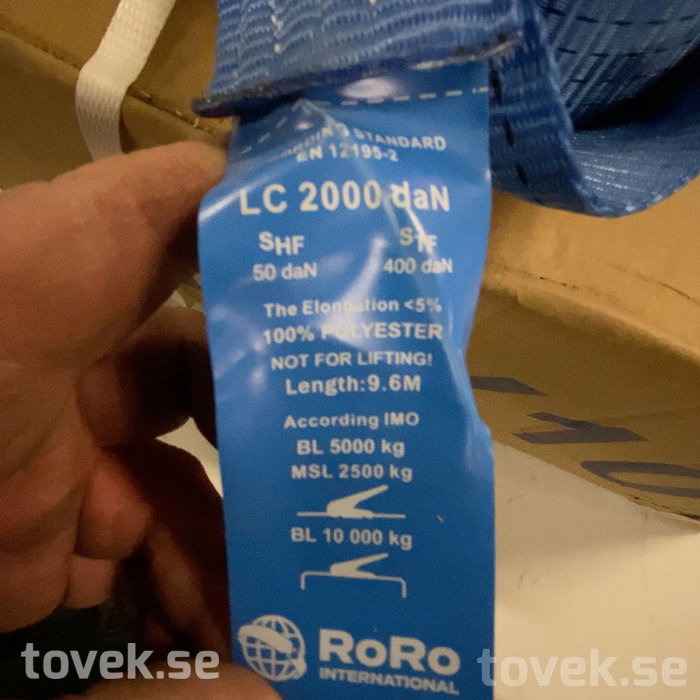 STANDARD
EN 12195-2
LC 2000 daN
SHF STF
50 daN 400 daN
The Elongation <5%
100% POLYESTER
NOT FOR LIFTING!
Length:9.6M
According IMO
BL 5000 kg
MSL 2500 kg
BL 10 000 kg
RoRo
INTERNATIONAL
tovek.se tovek.se